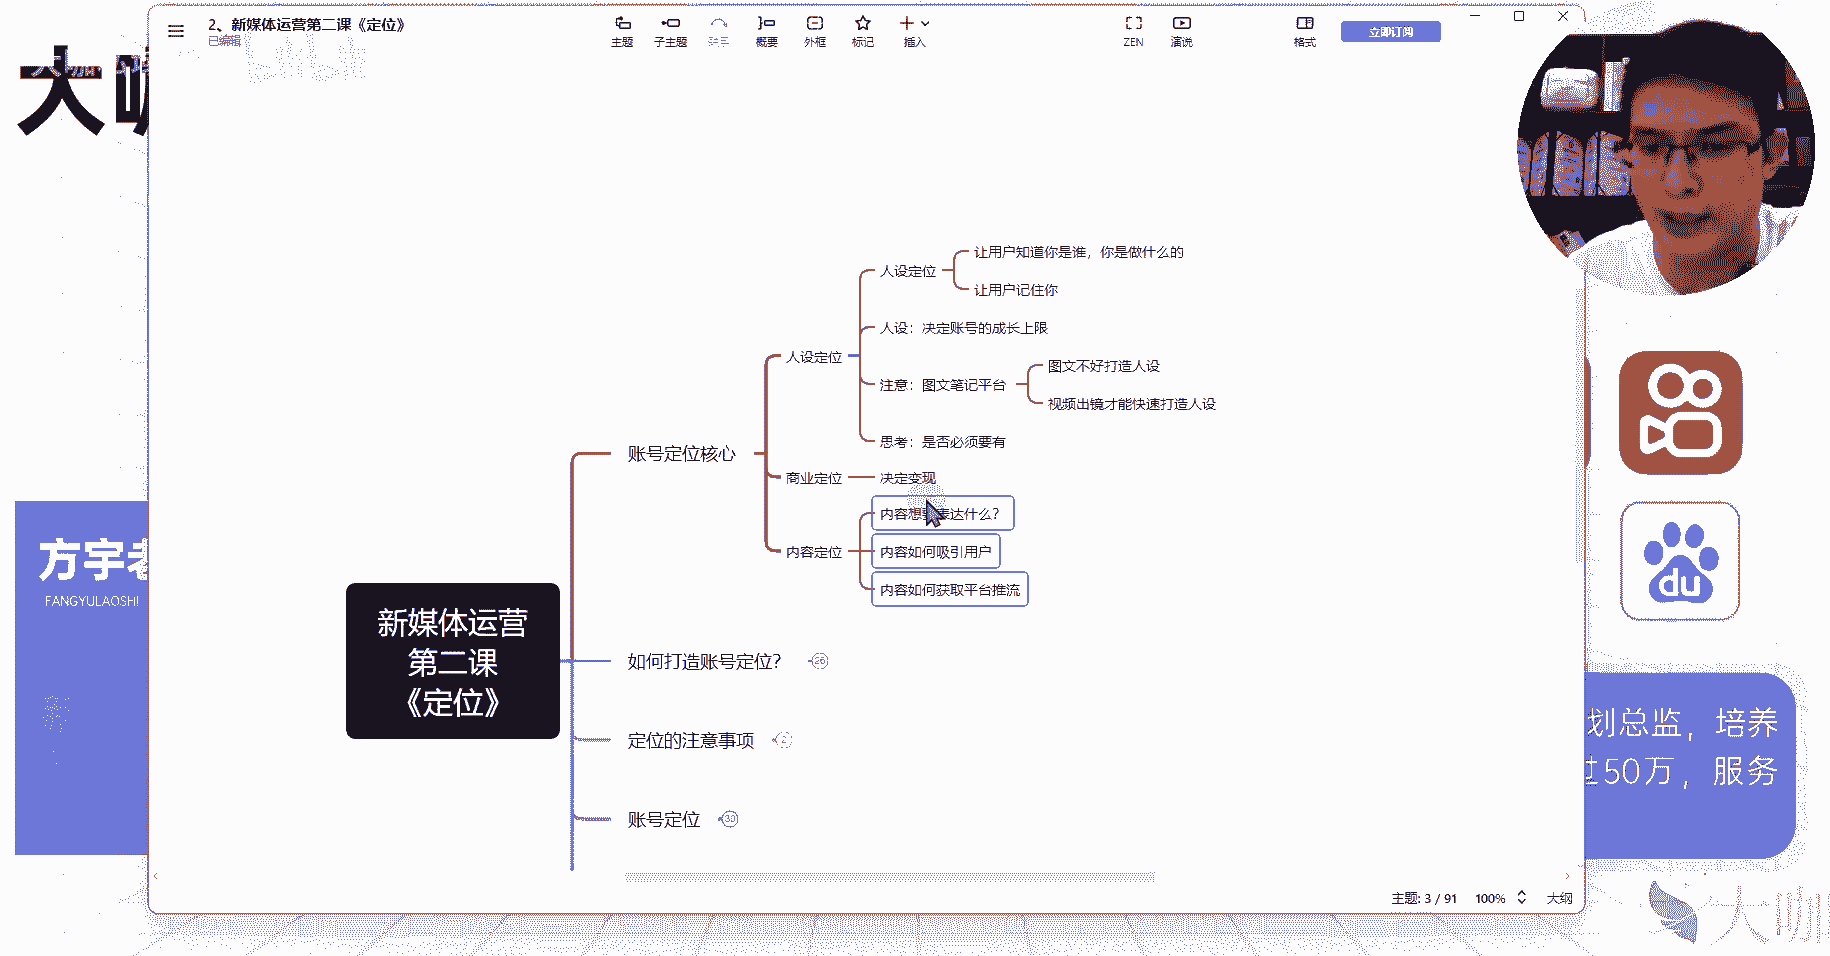 2、新媒体运营第二课《定位》
已编辑
主题
子主题
概要
外框
标记
插入
ZEN
演说
格式
立即订阅
大咖
方宇老
FANGYULAOSHI
让用户知道你是谁，你是做什么的
人设定位
让用户记住你
人设：决定账号的成长上限
人设定位
图文不好打造人设
注意：图文笔记平台
视频出镜才能快速打造人设
思考：是否必须要有
账号定位核心
商业定位
决定变现
内容想要表达什么？
内容定位
内容如何吸引用户
内容如何获取平台推流
新媒体运营
第二课
《定位》
如何打造账号定位？
26
定位的注意事项
账号定位
30
du
划总监，培养
过50万，服务
主题: 3 / 91
100%
大纲
大咖